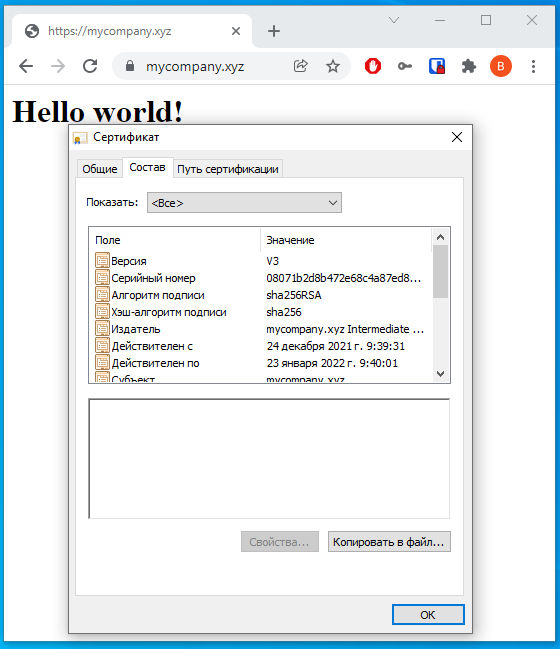 https://mycompany.xyz
mycompany.xyz
B
Hello world!
Сертификат
Общие Состав Путь сертификации
Показать: <Все>
Поле Значение
Версия V3
Серийный номер 08071b2d8b472e68c4a87ed8...
Алгоритм подписи sha256RSA
Хэш-алгоритм подписи sha256
Издатель mycompany.xyz Intermediate ...
Действителен с 24 декабря 2021 г. 9:39:31
Действителен по 23 января 2022 г. 9:40:01
Субъект mycompany.xyz
Свойства... Копировать в файл...
ОК